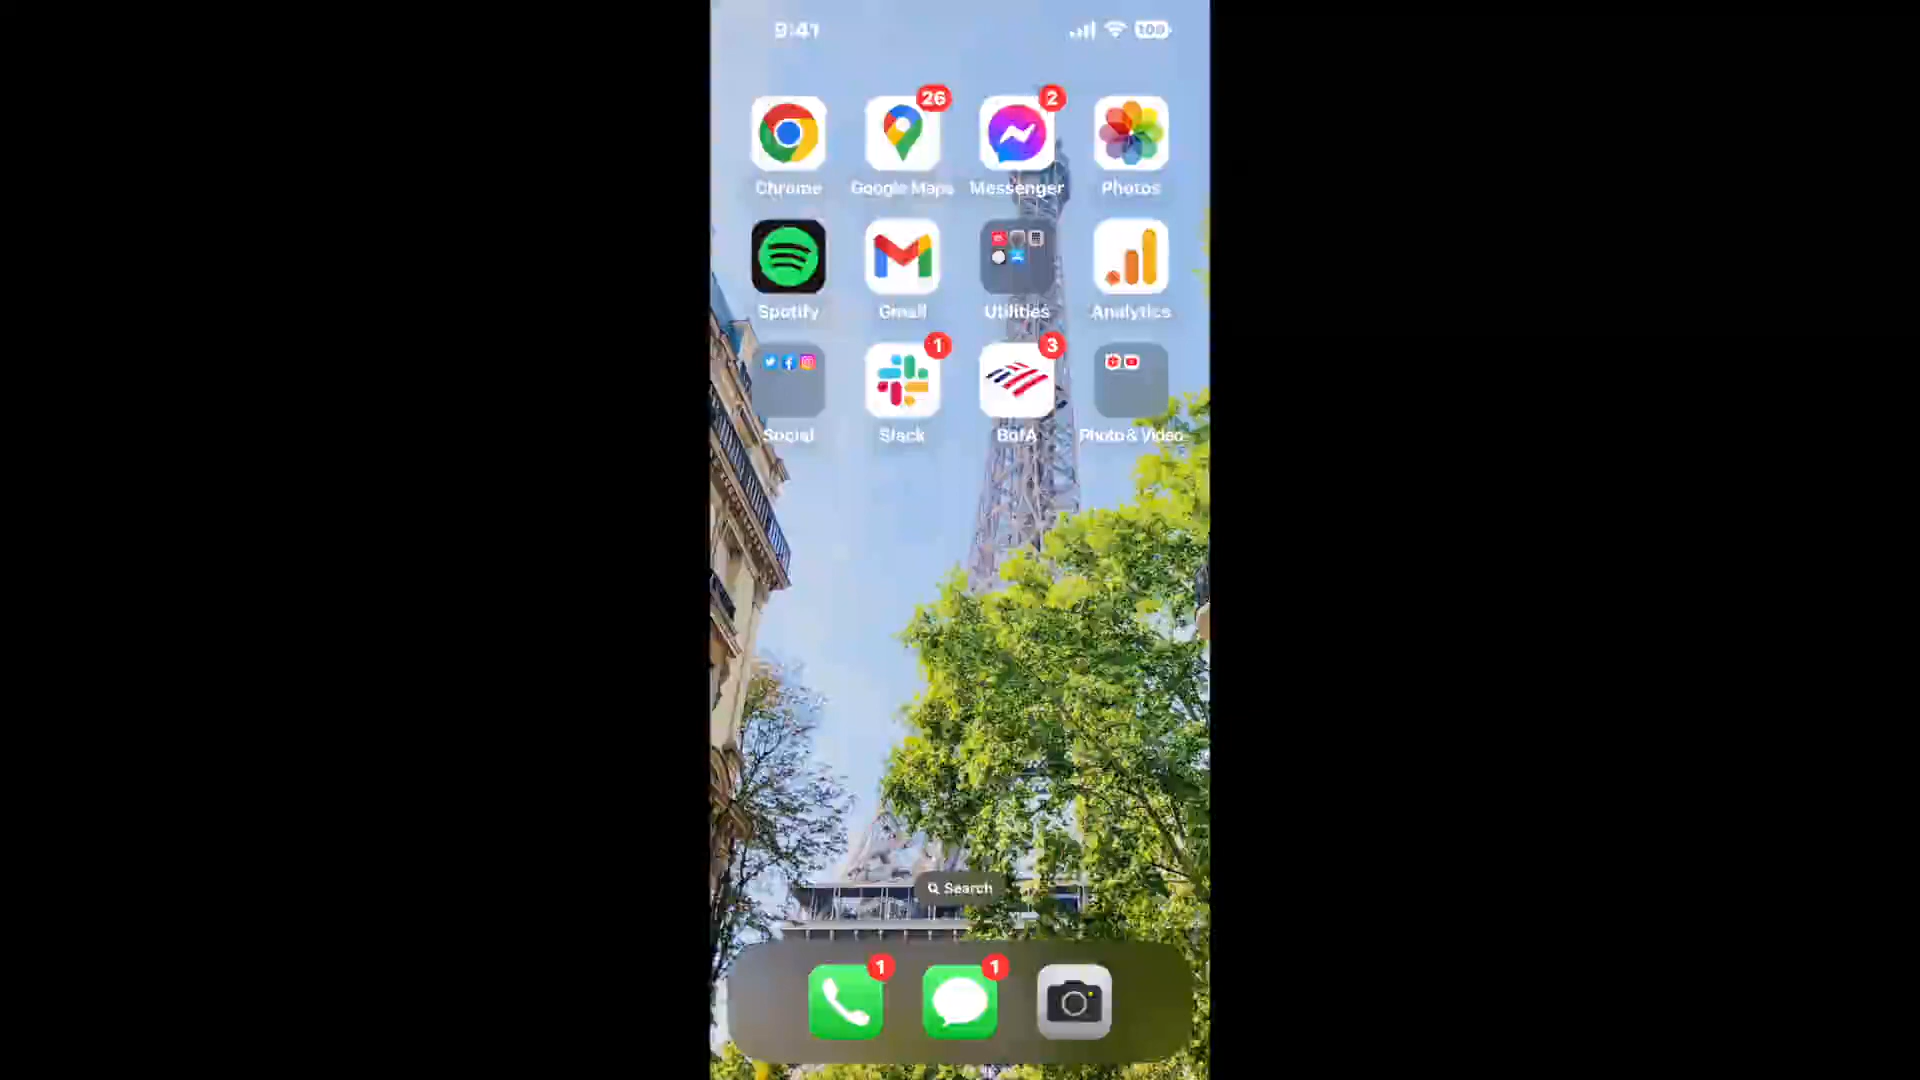 9:41
100
26
2
Chrome
Google Maps
Messenger
Photos
Spotify
Gmail
Utilities
Analytics
1
3
Social
Slack
BofA
Photo & Video
Search
1
1